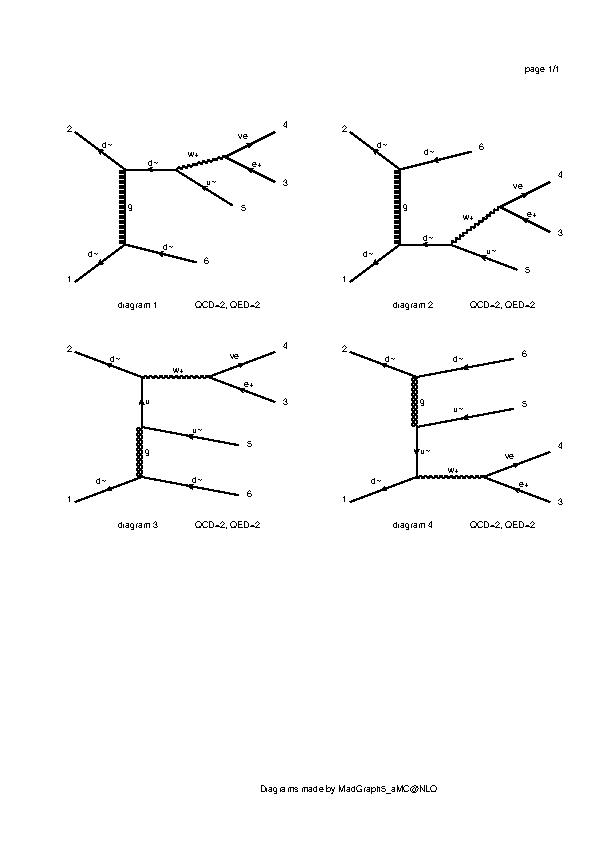 page 1/1
2
d~
d~
w+
ve
4
e+
3
u~
5
g
d~
d~
6
1
diagram 1 QCD=2, QED=2
2
d~
d~
6
g
ve
4
w+
e+
3
d~
d~
u~
5
1
diagram 2 QCD=2, QED=2
2
d~
w+
ve
4
e+
3
u
u~
5
g
d~
d~
6
1
diagram 3 QCD=2, QED=2
2
d~
d~
6
g
u~
5
u~
ve
4
d~
w+
e+
3
1
diagram 4 QCD=2, QED=2
Diagrams made by MadGraph5_aMC@NLO